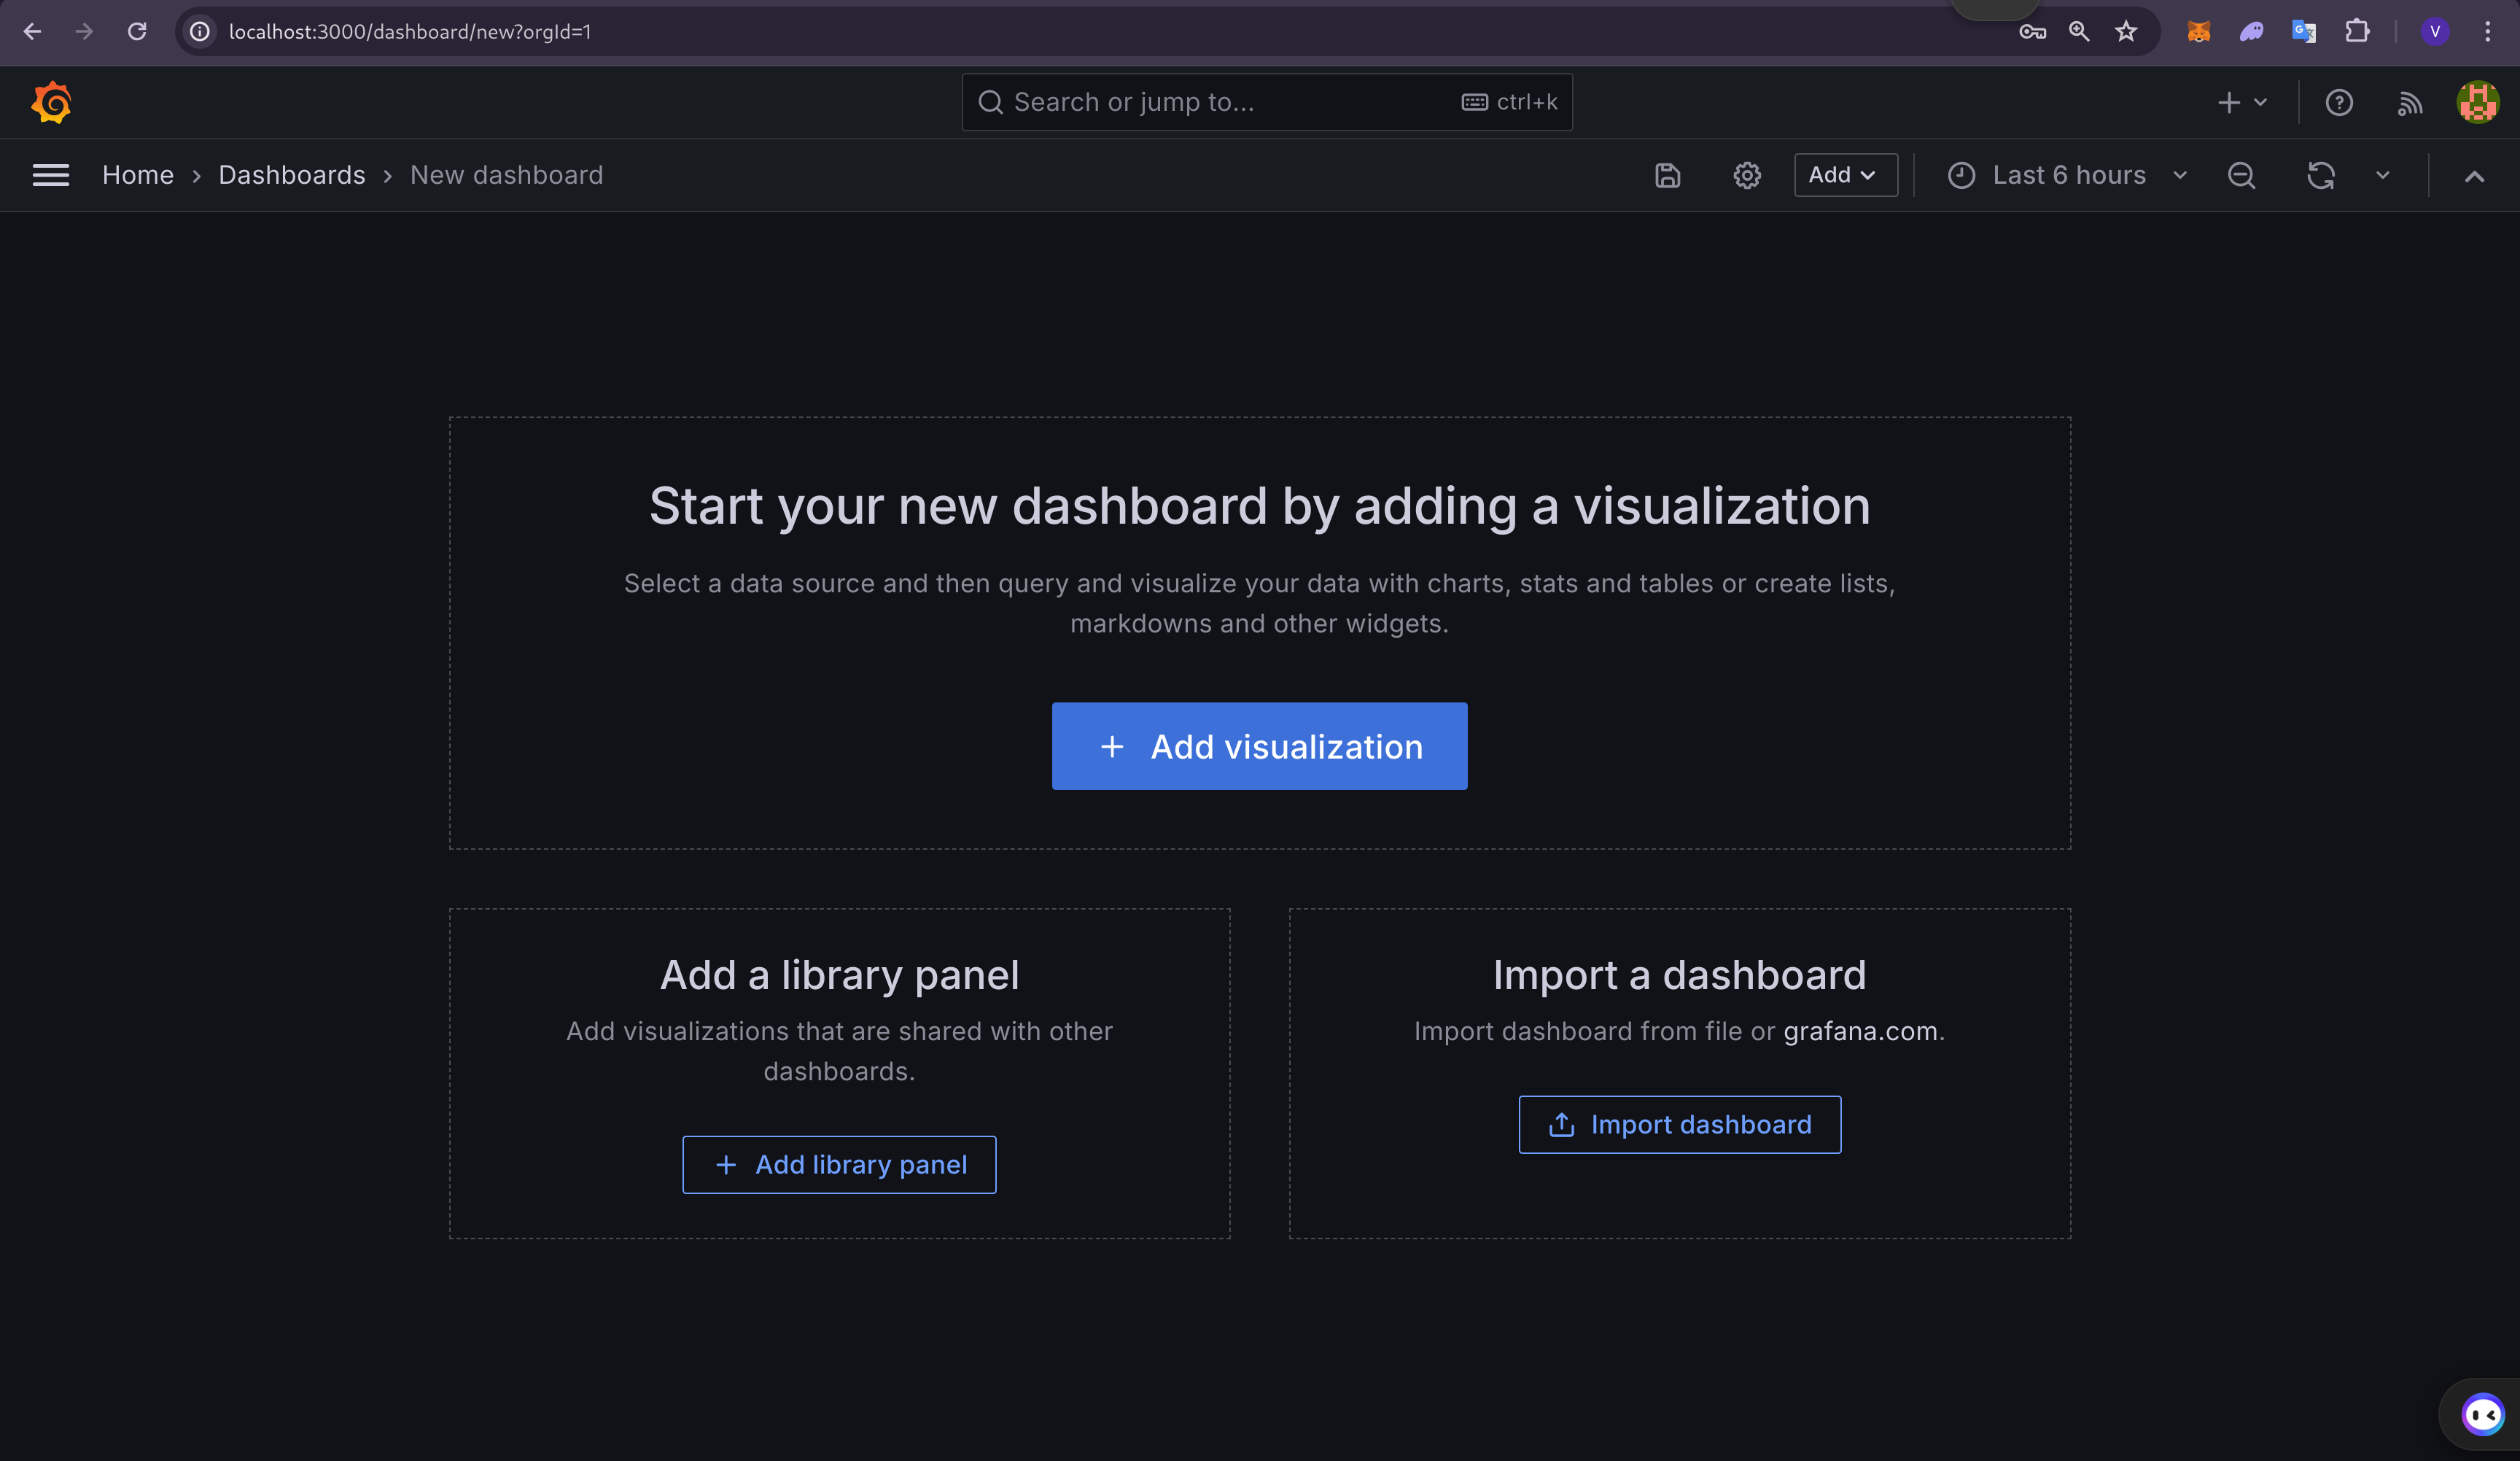 localhost:3000/dashboard/new?orgId=1
V
Search or jump to...
ctrl+k
Home
Dashboards
New dashboard
Add
Last 6 hours
Start your new dashboard by adding a visualization
Select a data source and then query and visualize your data with charts, stats and tables or create lists,
markdowns and other widgets.
Add visualization
Add a library panel
Add visualizations that are shared with other
dashboards.
Add library panel
Import a dashboard
Import dashboard from file or grafana.com.
Import dashboard